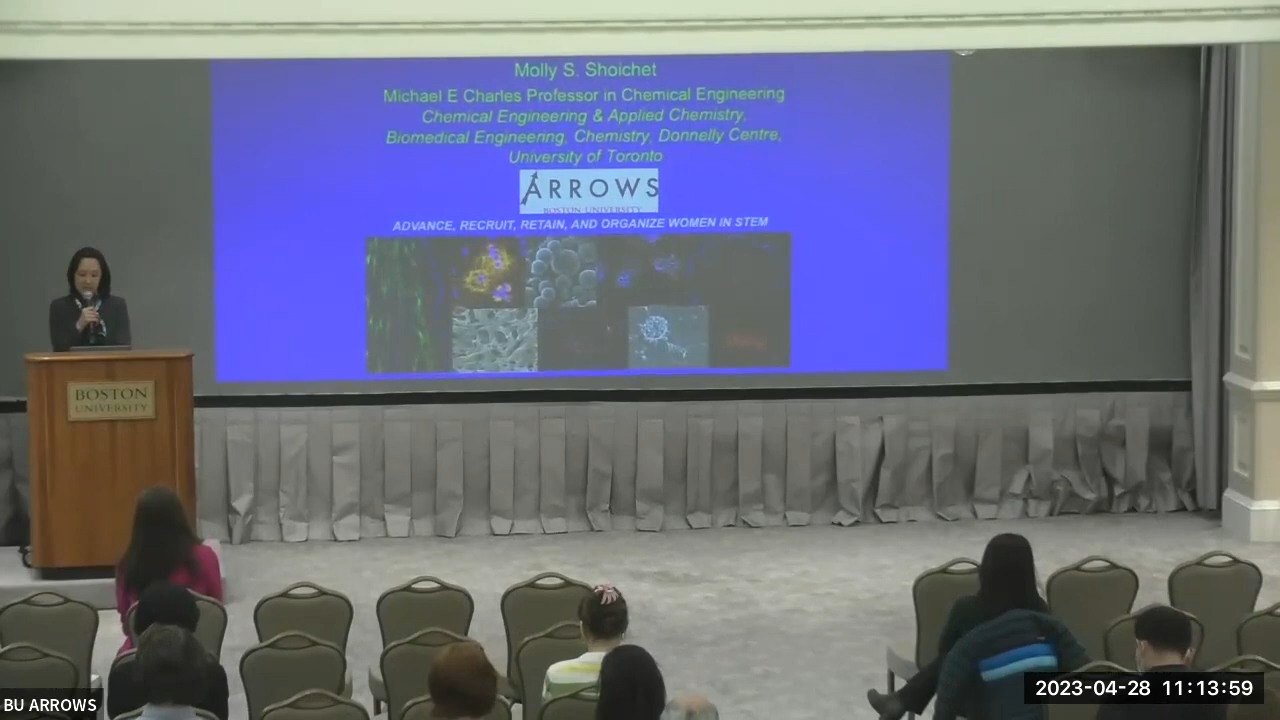 Molly S. Shoichet
Michael E Charles Professor in Chemical Engineering
Chemical Engineering & Applied Chemistry,
Biomedical Engineering, Chemistry, Donnelly Centre,
University of Toronto
ARROWS
BOSTON UNIVERSITY
ADVANCE, RECRUIT, RETAIN, AND ORGANIZE WOMEN IN STEM
BOSTON
UNIVERSITY
BU ARROWS
2023-04-28 11:13:59